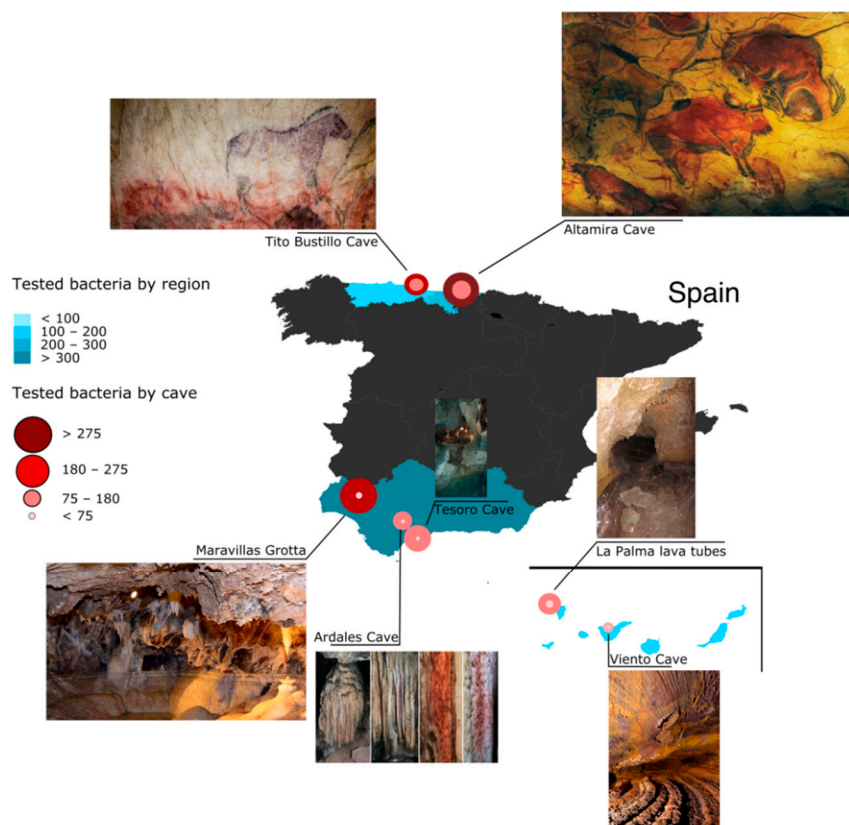 Tito Bustillo Cave
Altamira Cave
Tested bacteria by region
< 100
100 – 200
200 – 300
> 300
Spain
Tested bacteria by cave
> 275
180 – 275
75 – 180
< 75
Tesoro Cave
Maravillas Grotta
La Palma lava tubes
Ardales Cave
Viento Cave